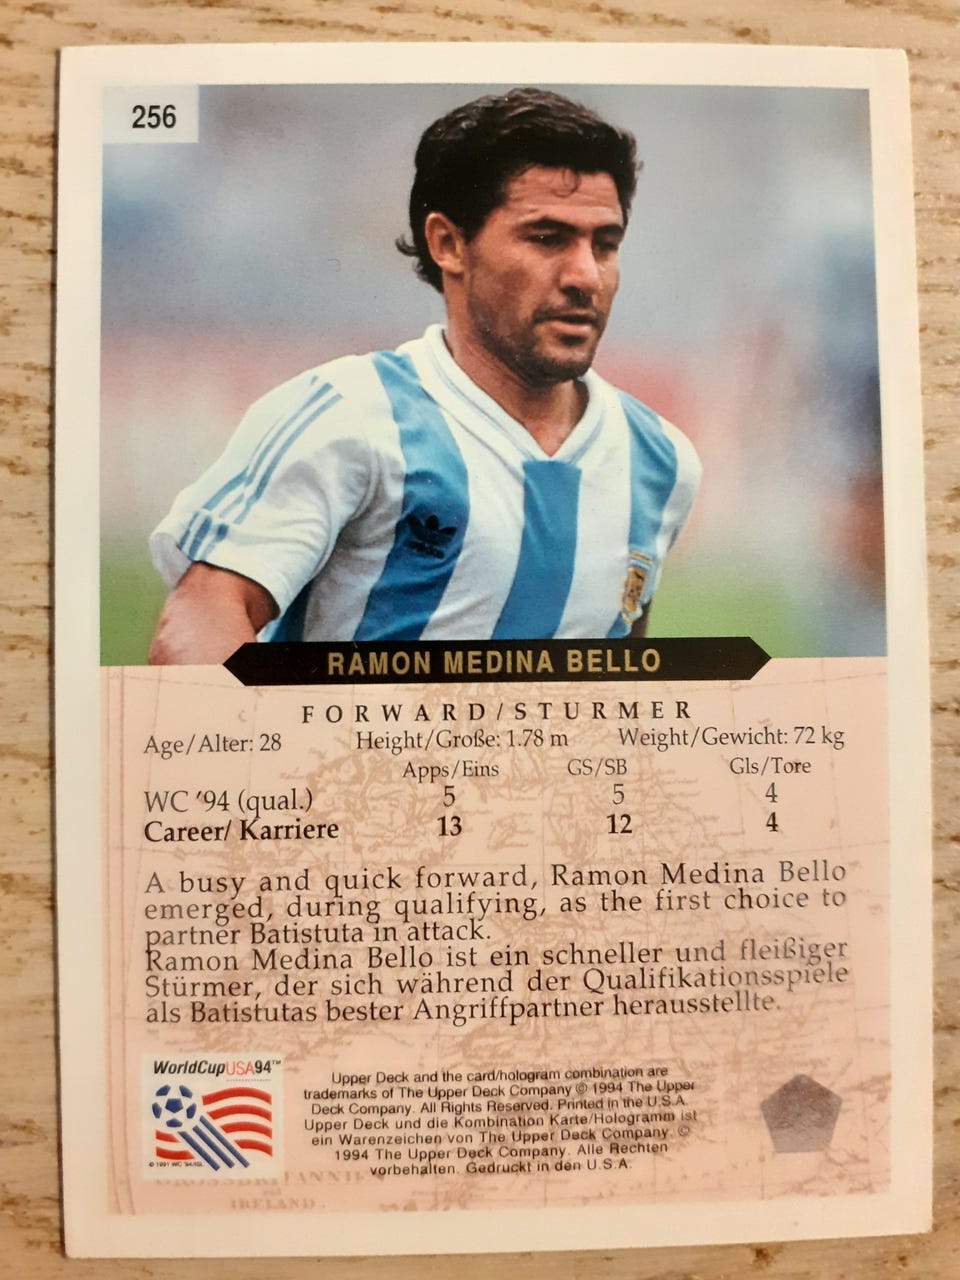 256
RAMON MEDINA BELLO
FORWARD/STURMER
Age/Alter: 28 Height/Große: 1.78 m Weight/Gewicht: 72 kg
Apps/Eins GS/SB Gls/Tore
WC '94 (qual.) 5 5 4
Career/ Karriere 13 12 4
A busy and quick forward, Ramon Medina Bello
emerged, during qualifying, as the first choice to
partner Batistuta in attack.
Ramon Medina Bello ist ein schneller und fleißiger
Stürmer, der sich während der Qualifikationsspiele
als Batistutas bester Angriffpartner herausstellte.
WorldCupUSA94™
© 1991 WC '94/ISL
Upper Deck and the card/hologram combination are
trademarks of The Upper Deck Company © 1994 The Upper
Deck Company. All Rights Reserved. Printed in the U.S.A.
Upper Deck und die Kombination Karte/Hologramm ist
ein Warenzeichen von The Upper Deck Company. ©
1994 The Upper Deck Company. Alle Rechten
vorbehalten. Gedruckt in den U.S.A.
IRELAND.